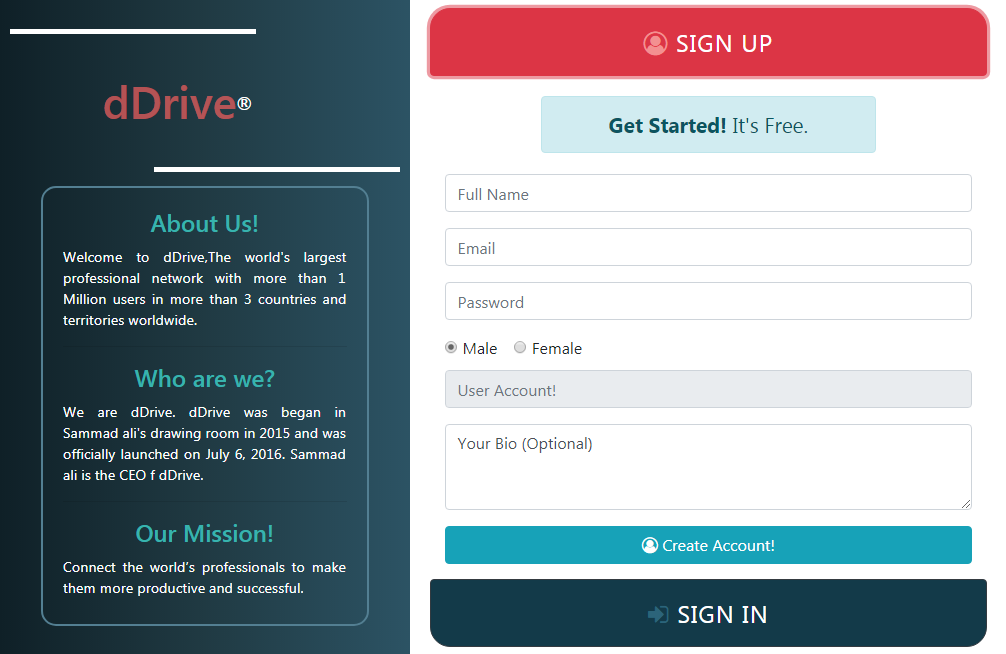 dDrive®
About Us!
Welcome to dDrive,The world's largest
professional network with more than 1
Million users in more than 3 countries and
territories worldwide.
Who are we?
We are dDrive. dDrive was began in
Sammad ali's drawing room in 2015 and was
officially launched on July 6, 2016. Sammad
ali is the CEO f dDrive.
Our Mission!
Connect the world’s professionals to make
them more productive and successful.
SIGN UP
Get Started! It's Free.
Full Name
Email
Password
Male Female
User Account!
Your Bio (Optional)
Create Account!
SIGN IN